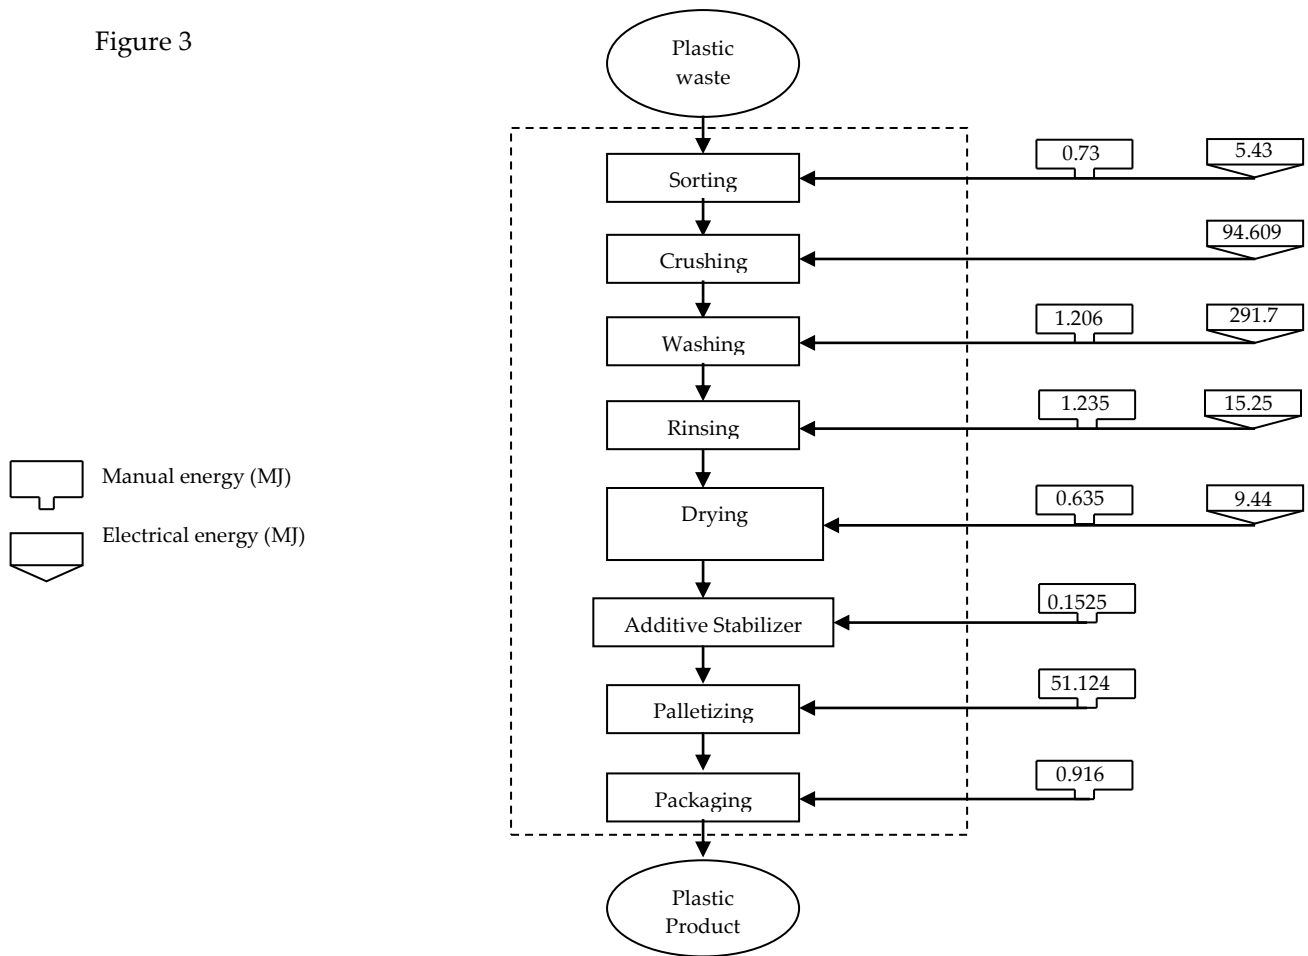 Figure 3
Plastic
waste
0.73
5.43
Sorting
94.609
Crushing
1.206
291.7
Washing
1.235
15.25
Rinsing
Manual energy (MJ)
Electrical energy (MJ)
0.635
9.44
Drying
0.1525
Additive Stabilizer
51.124
Palletizing
0.916
Packaging
Plastic
Product